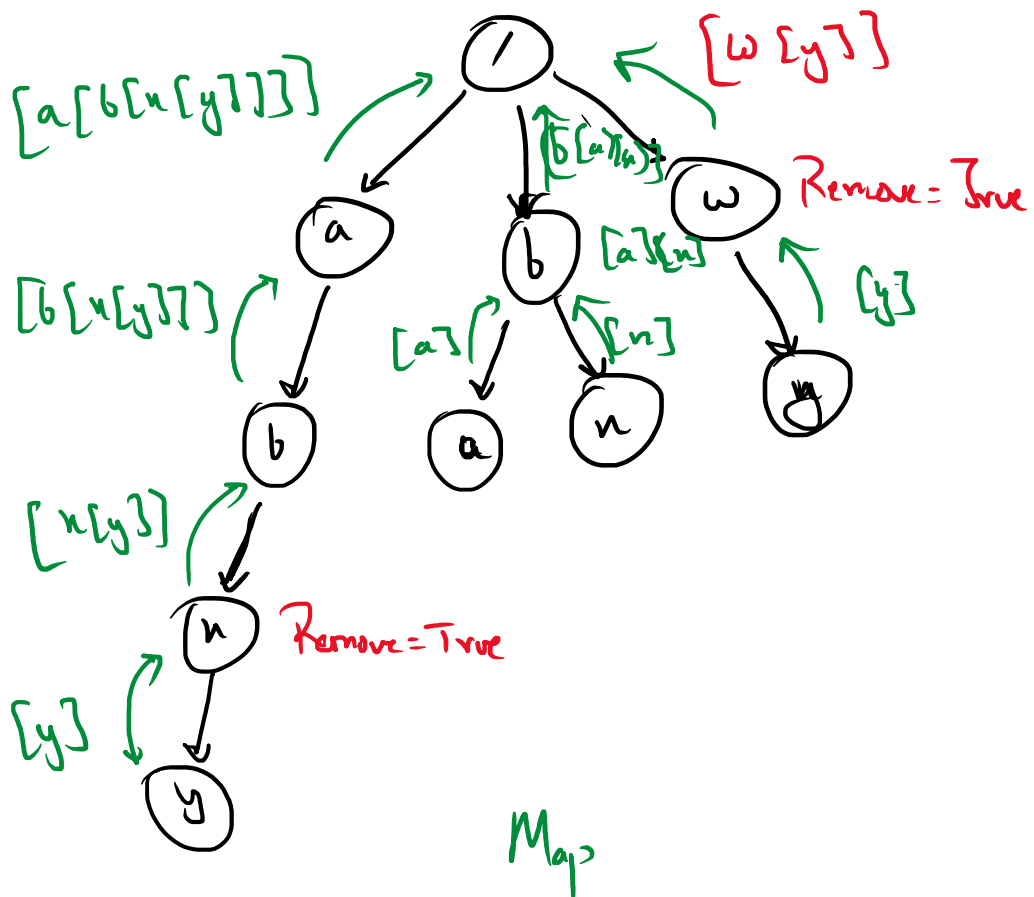 /
[w[y]]
[a[b[x[y]]]]
[b[a][x]]
w
Remove=True
a
b
[a][x]
[b[x[y]]]
[a]
[x]
[y]
b
a
x
y
[x[y]]
x
Remove=True
[y]
y
Map